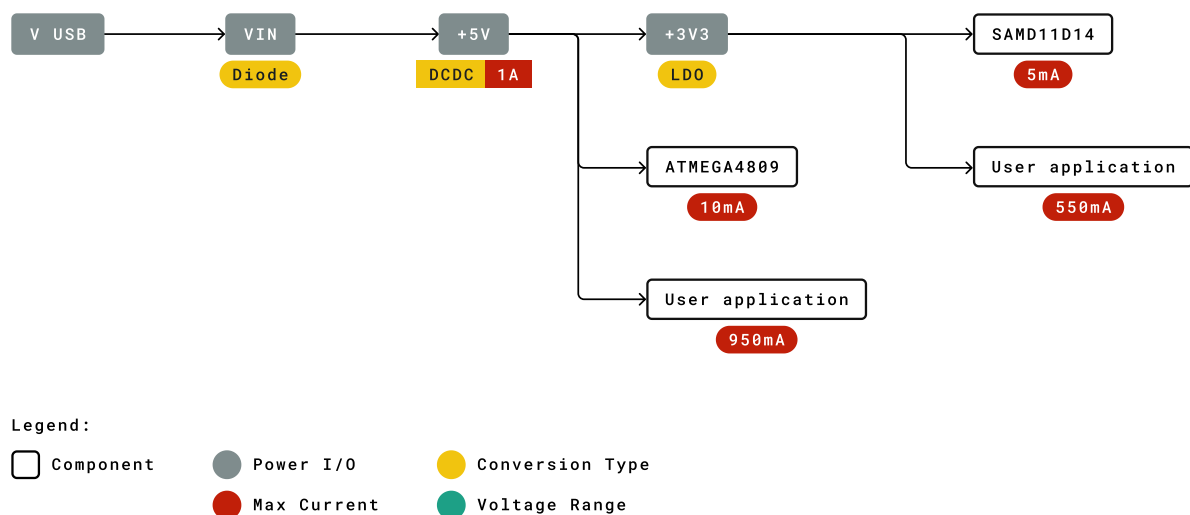 V USB
VIN
+5V
+3V3
SAMD11D14
Diode
DCDC 1A
LDO
5mA
ATMEGA4809
User application
10mA
550mA
User application
950mA
Legend:
Component
Power I/O
Conversion Type
Max Current
Voltage Range